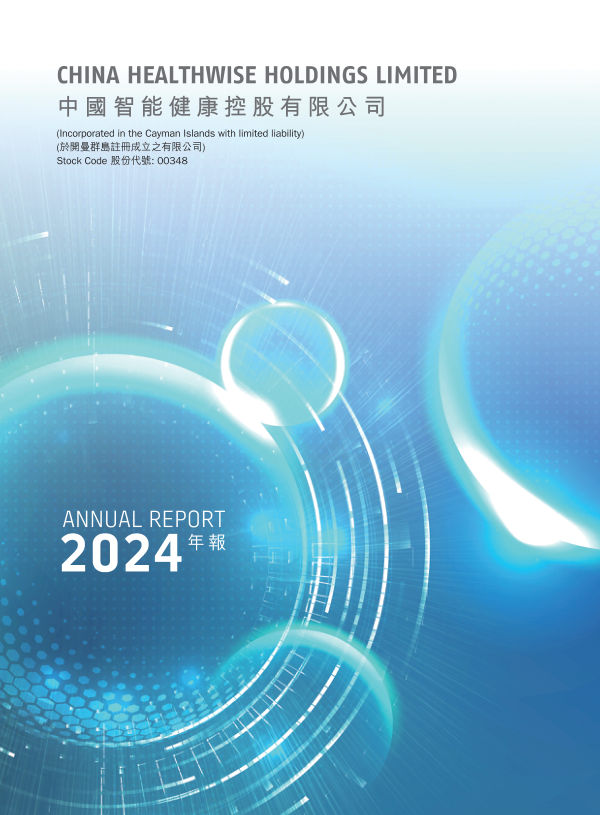 CHINA HEALTHWISE HOLDINGS LIMITED
中國智能健康控股有限公司
(Incorporated in the Cayman Islands with limited liability)
(於開曼群島註冊成立之有限公司)
Stock Code 股份代號: 00348
ANNUAL REPORT
2024 年報